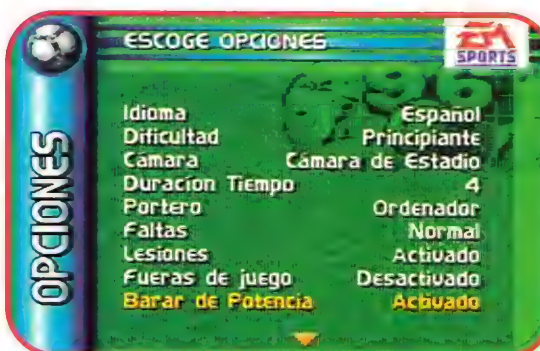 ESCOGE OPCIONES
EA
SPORTS
OPCIONES
96
Idioma Español
Dificultad Principiante
Camara Cámara de Estadio
Duracion Tiempo 4
Portero Ordenador
Faltas Normal
Lesiones Activado
Fueras de juego Desactivado
Barar de Potencia Activado